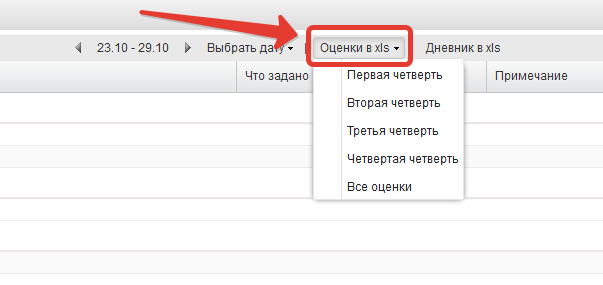 23.10 - 29.10 Выбрать дату Оценки в xls Дневник в xls
Что задано Примечание
Первая четверть
Вторая четверть
Третья четверть
Четвертая четверть
Все оценки